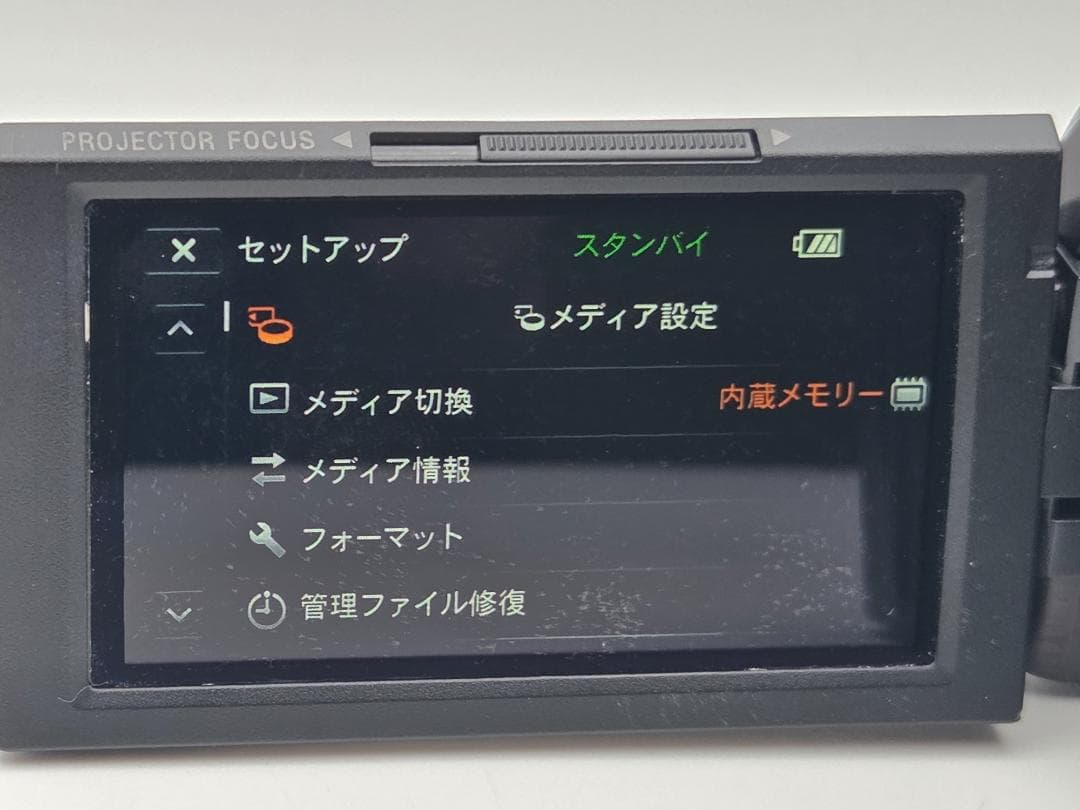 PROJECTOR FOCUS
セットアップ スタンバイ
メディア設定
メディア切換 内蔵メモリー
メディア情報
フォーマット
管理ファイル修復